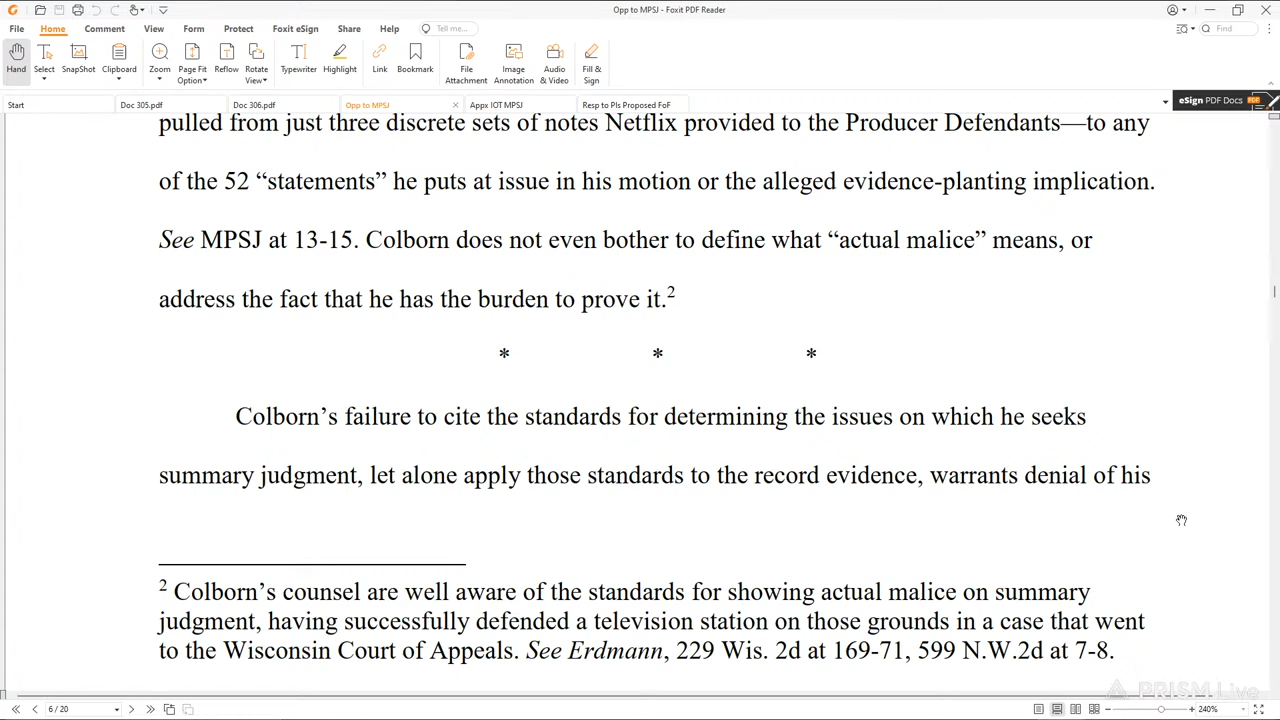 Opp to MPSJ - Foxit PDF Reader
File Home Comment View Form Protect Foxit eSign Share Help Tell me... Find
Hand Select SnapShot Clipboard Zoom Page Fit Option Reflow Rotate View Typewriter Highlight Link Bookmark File Attachment Image Annotation Audio & Video Fill & Sign
Start Doc 305.pdf Doc 306.pdf Opp to MPSJ Appx IOT MPSJ Resp to Pls Proposed FoF eSign PDF Docs
pulled from just three discrete sets of notes Netflix provided to the Producer Defendants—to any
of the 52 “statements” he puts at issue in his motion or the alleged evidence-planting implication.
See MPSJ at 13-15. Colborn does not even bother to define what “actual malice” means, or
address the fact that he has the burden to prove it.2
* * *
Colborn’s failure to cite the standards for determining the issues on which he seeks
summary judgment, let alone apply those standards to the record evidence, warrants denial of his
2 Colborn’s counsel are well aware of the standards for showing actual malice on summary
judgment, having successfully defended a television station on those grounds in a case that went
to the Wisconsin Court of Appeals. See Erdmann, 229 Wis. 2d at 169-71, 599 N.W.2d at 7-8.
PRISM Live
6 / 20 240%